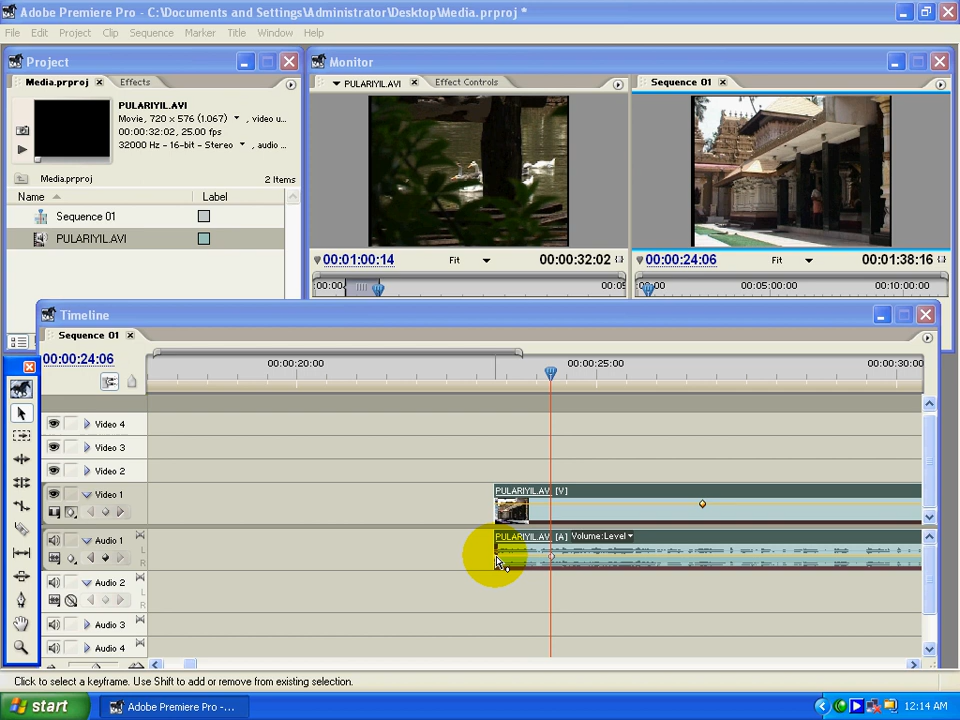 Adobe Premiere Pro - C:\Documents and Settings\Administrator\Desktop\Media.prproj *
File Edit Project Clip Sequence Marker Title Window Help
Project
Media.prproj Effects
PULARIYIL.AVI
Movie, 720 x 576 (1.067) , video u...
00:00:32:02, 25.00 fps
32000 Hz - 16-bit - Stereo , audio ...
Media.prproj 2 Items
Name Label
Sequence 01
PULARIYIL.AVI
Monitor
PULARIYIL.AVI Effect Controls
00:01:00:14 Fit 00:00:32:02
00:00
Sequence 01
00:00:24:06 Fit 00:01:38:16
00:05:00:00 00:10:00:00
Timeline
Sequence 01
00:00:24:06
00:00:20:00 00:00:25:00 00:00:30:00
Video 4
Video 3
Video 2
Video 1
PULARIYIL.AVI [V]
Audio 1
L
R
PULARIYIL.AVI [A] Volume:Level
Audio 2
L
R
Audio 3
Audio 4
Click to select a keyframe. Use Shift to add or remove from existing selection.
start
Adobe Premiere Pro -...
12:14 AM